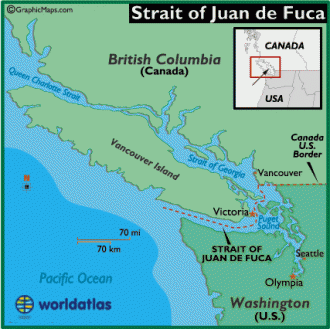 ©GraphicMaps.com
Strait of Juan de Fuca
British Columbia
(Canada)
CANADA
USA
Queen Charlotte Strait
Vancouver Island
Strait of Georgia
Canada
U.S.
Border
Vancouver
Victoria
Puget
Sound
Seattle
STRAIT OF
JUAN DE FUCA
70 mi
70 km
Olympia
Pacific Ocean
Washington
(U.S.)
worldatlas